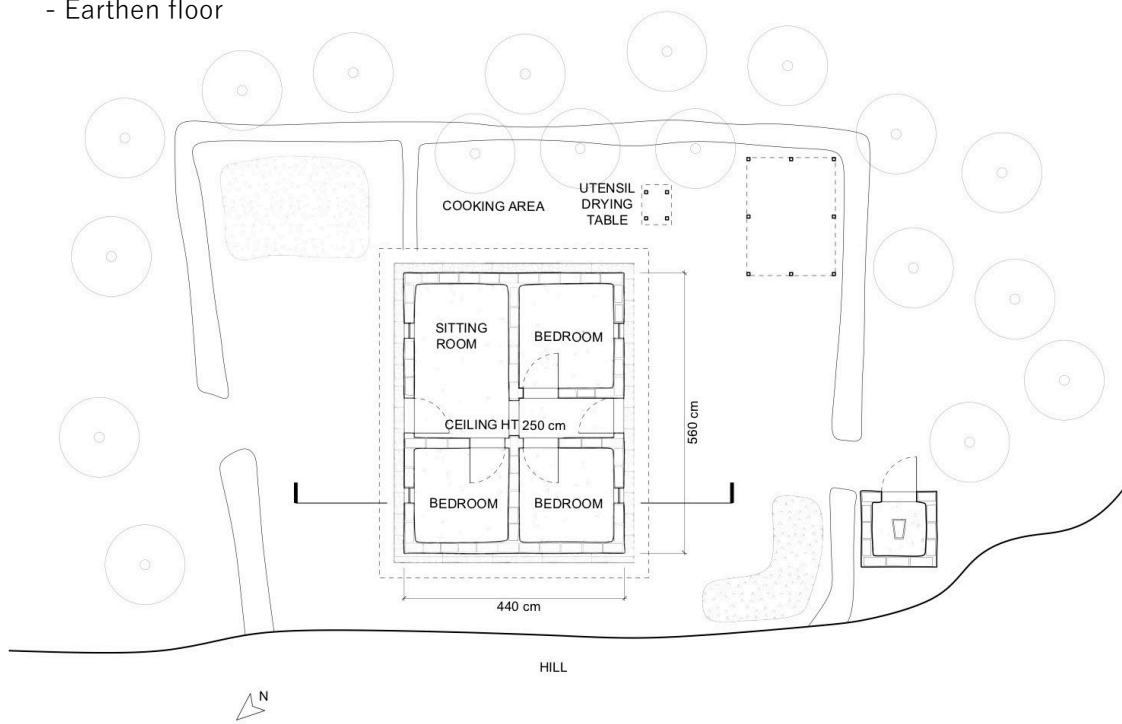 - Earthen floor
COOKING AREA
UTENSIL
DRYING
TABLE
SITTING
ROOM
BEDROOM
CEILING HT 250 cm
560 cm
BEDROOM
BEDROOM
440 cm
HILL
N